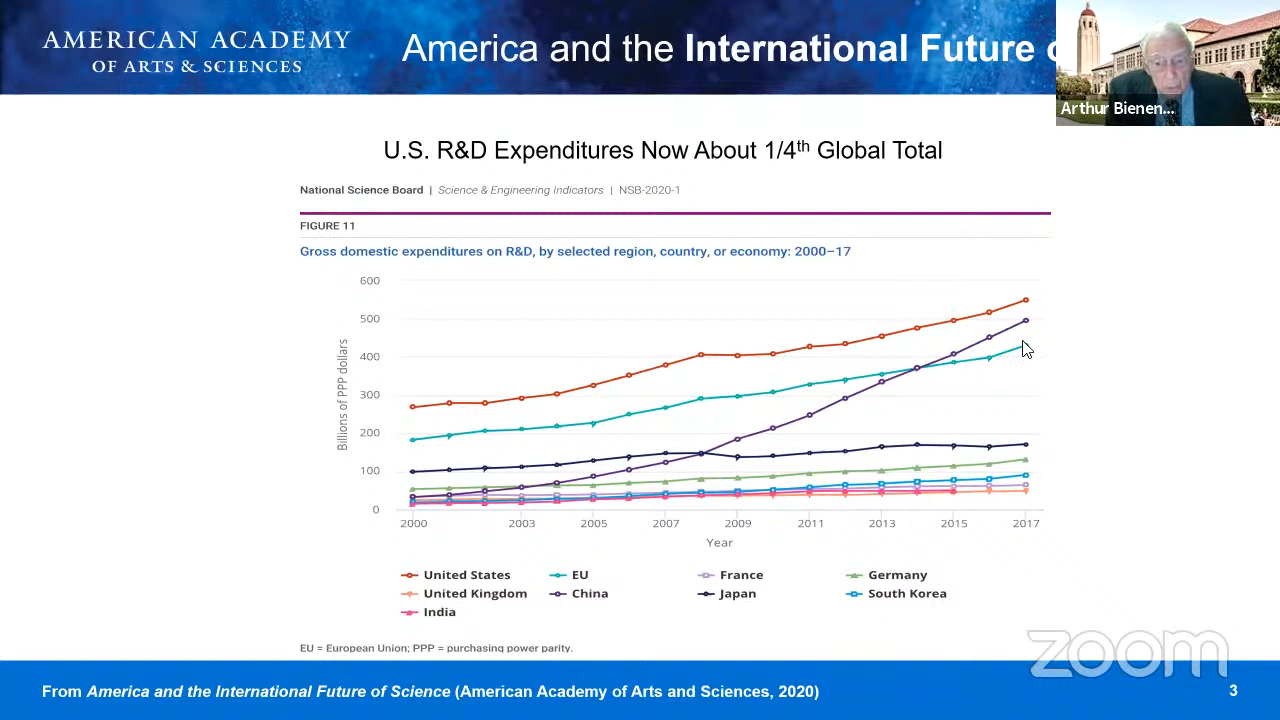 AMERICAN ACADEMY
OF ARTS & SCIENCES
America and the International Future
Arthur Bienen...
U.S. R&D Expenditures Now About 1/4th Global Total
National Science Board | Science & Engineering Indicators | NSB-2020-1
FIGURE 11
Gross domestic expenditures on R&D, by selected region, country, or economy: 2000–17
600
500
400
300
200
100
0
Billions of PPP dollars
2000 2003 2005 2007 2009 2011 2013 2015 2017
Year
United States EU France Germany
United Kingdom China Japan South Korea
India
EU = European Union; PPP = purchasing power parity.
zoom
From America and the International Future of Science (American Academy of Arts and Sciences, 2020)
3